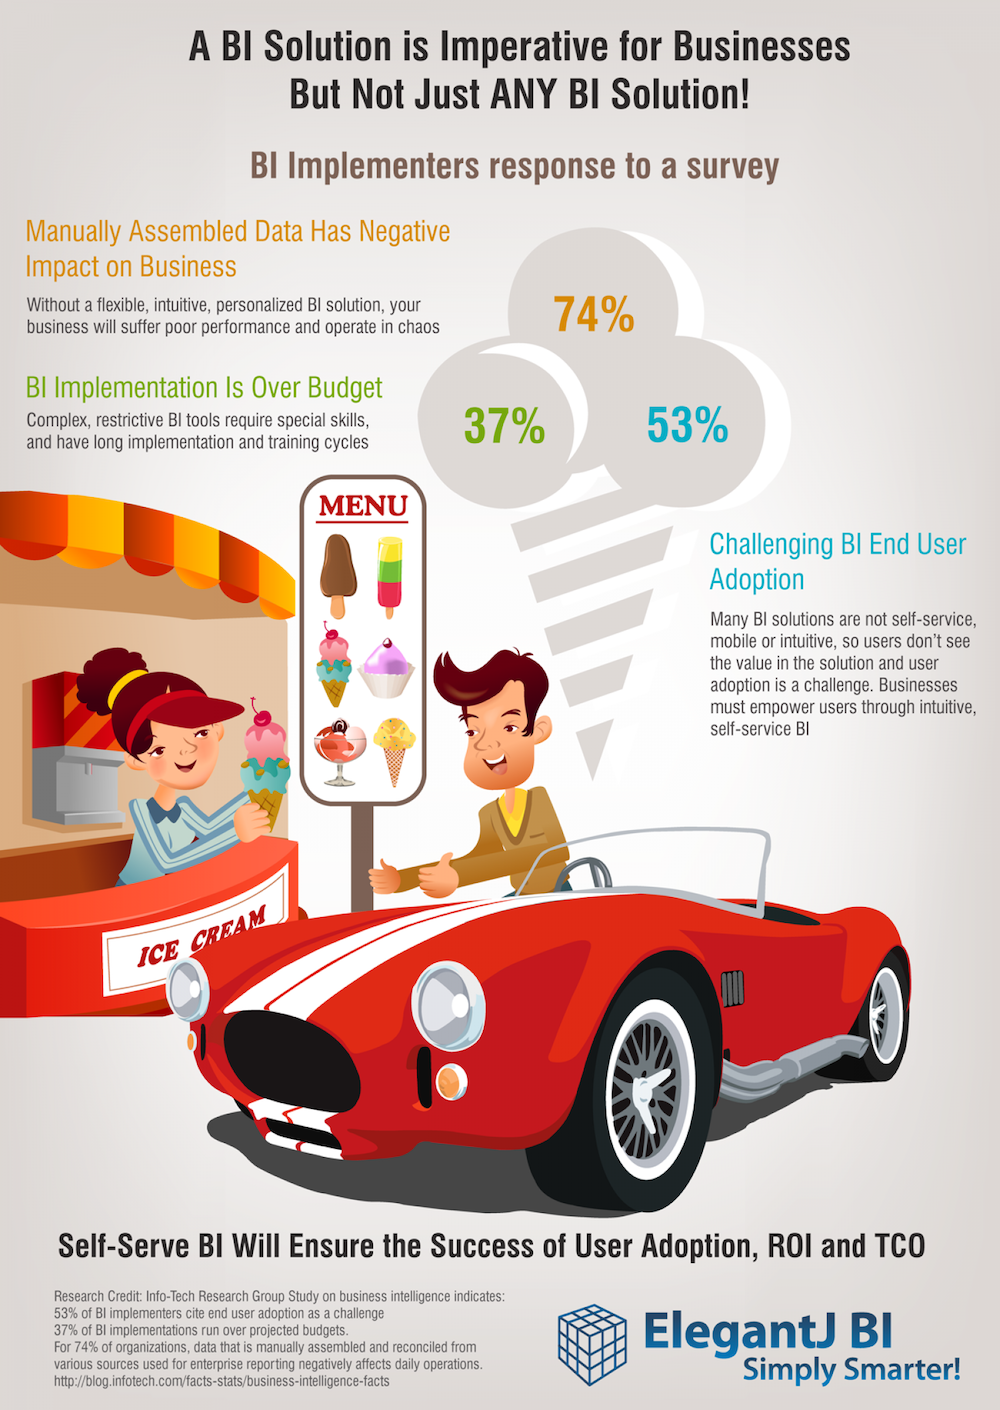 A BI Solution is Imperative for Businesses
But Not Just ANY BI Solution!
BI Implementers response to a survey
Manually Assembled Data Has Negative
Impact on Business
Without a flexible, intuitive, personalized BI solution, your
business will suffer poor performance and operate in chaos
74%
BI Implementation Is Over Budget
Complex, restrictive BI tools require special skills,
and have long implementation and training cycles
37%
53%
MENU
Challenging BI End User
Adoption
Many BI solutions are not self-service,
mobile or intuitive, so users don't see
the value in the solution and user
adoption is a challenge. Businesses
must empower users through intuitive,
self-service BI
ICE CREAM
Self-Serve BI Will Ensure the Success of User Adoption, ROI and TCO
Research Credit: Info-Tech Research Group Study on business intelligence indicates:
53% of BI implementers cite end user adoption as a challenge
37% of BI implementations run over projected budgets.
For 74% of organizations, data that is manually assembled and reconciled from
various sources used for enterprise reporting negatively affects daily operations.
http://blog.infotech.com/facts-stats/business-intelligence-facts
ElegantJ BI
Simply Smarter!